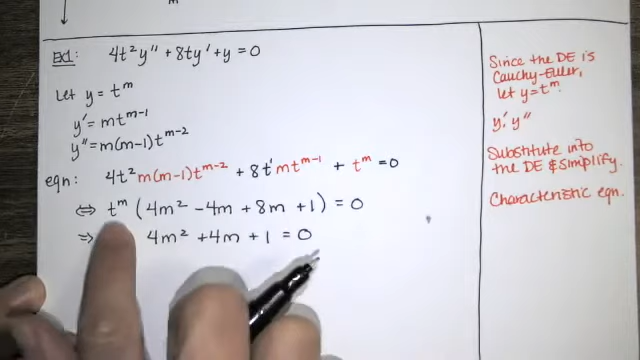 m
Ex1: 4t²y'' + 8ty' + y = 0
Let y = t^m
y' = mt^(m-1)
y'' = m(m-1)t^(m-2)
eqn: 4t²m(m-1)t^(m-2) + 8t'mt^(m-1) + t^m = 0
⇔ t^m (4m² - 4m + 8m + 1) = 0
⇒ 4m² + 4m + 1 = 0
Since the DE is
Cauchy-Euler,
let y = t^m.
y', y''
Substitute into
the DE & simplify.
Characteristic eqn.